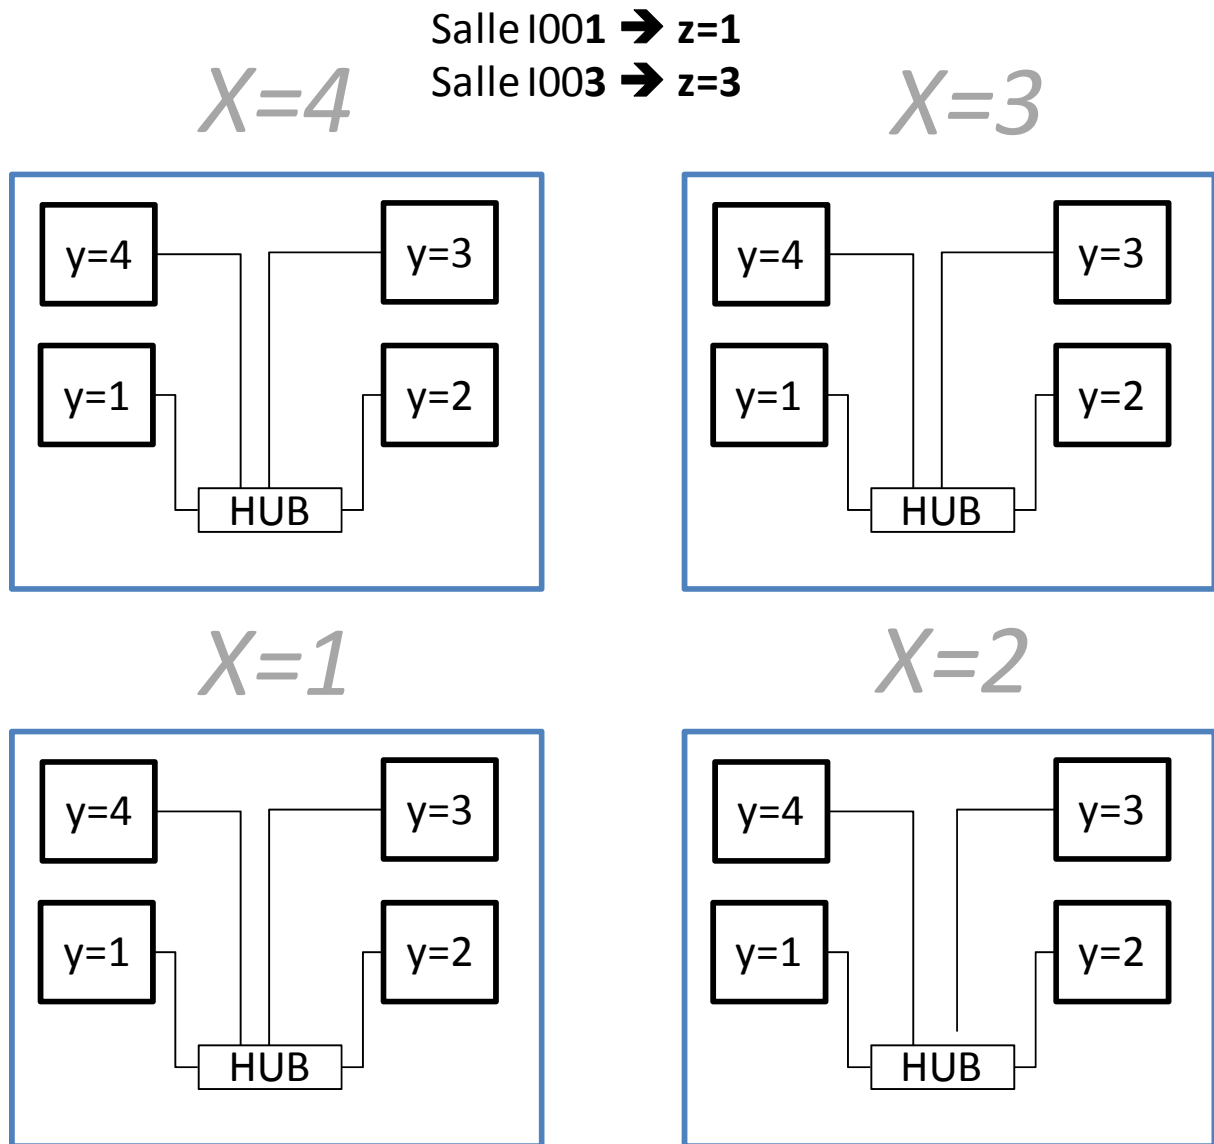 Salle I001 🡺 z=1
Salle I003 🡺 z=3
X=4
X=3
y=4
y=3
y=4
y=3
y=1
y=2
y=1
y=2
HUB
HUB
X=1
X=2
y=4
y=3
y=4
y=3
y=1
y=2
y=1
y=2
HUB
HUB